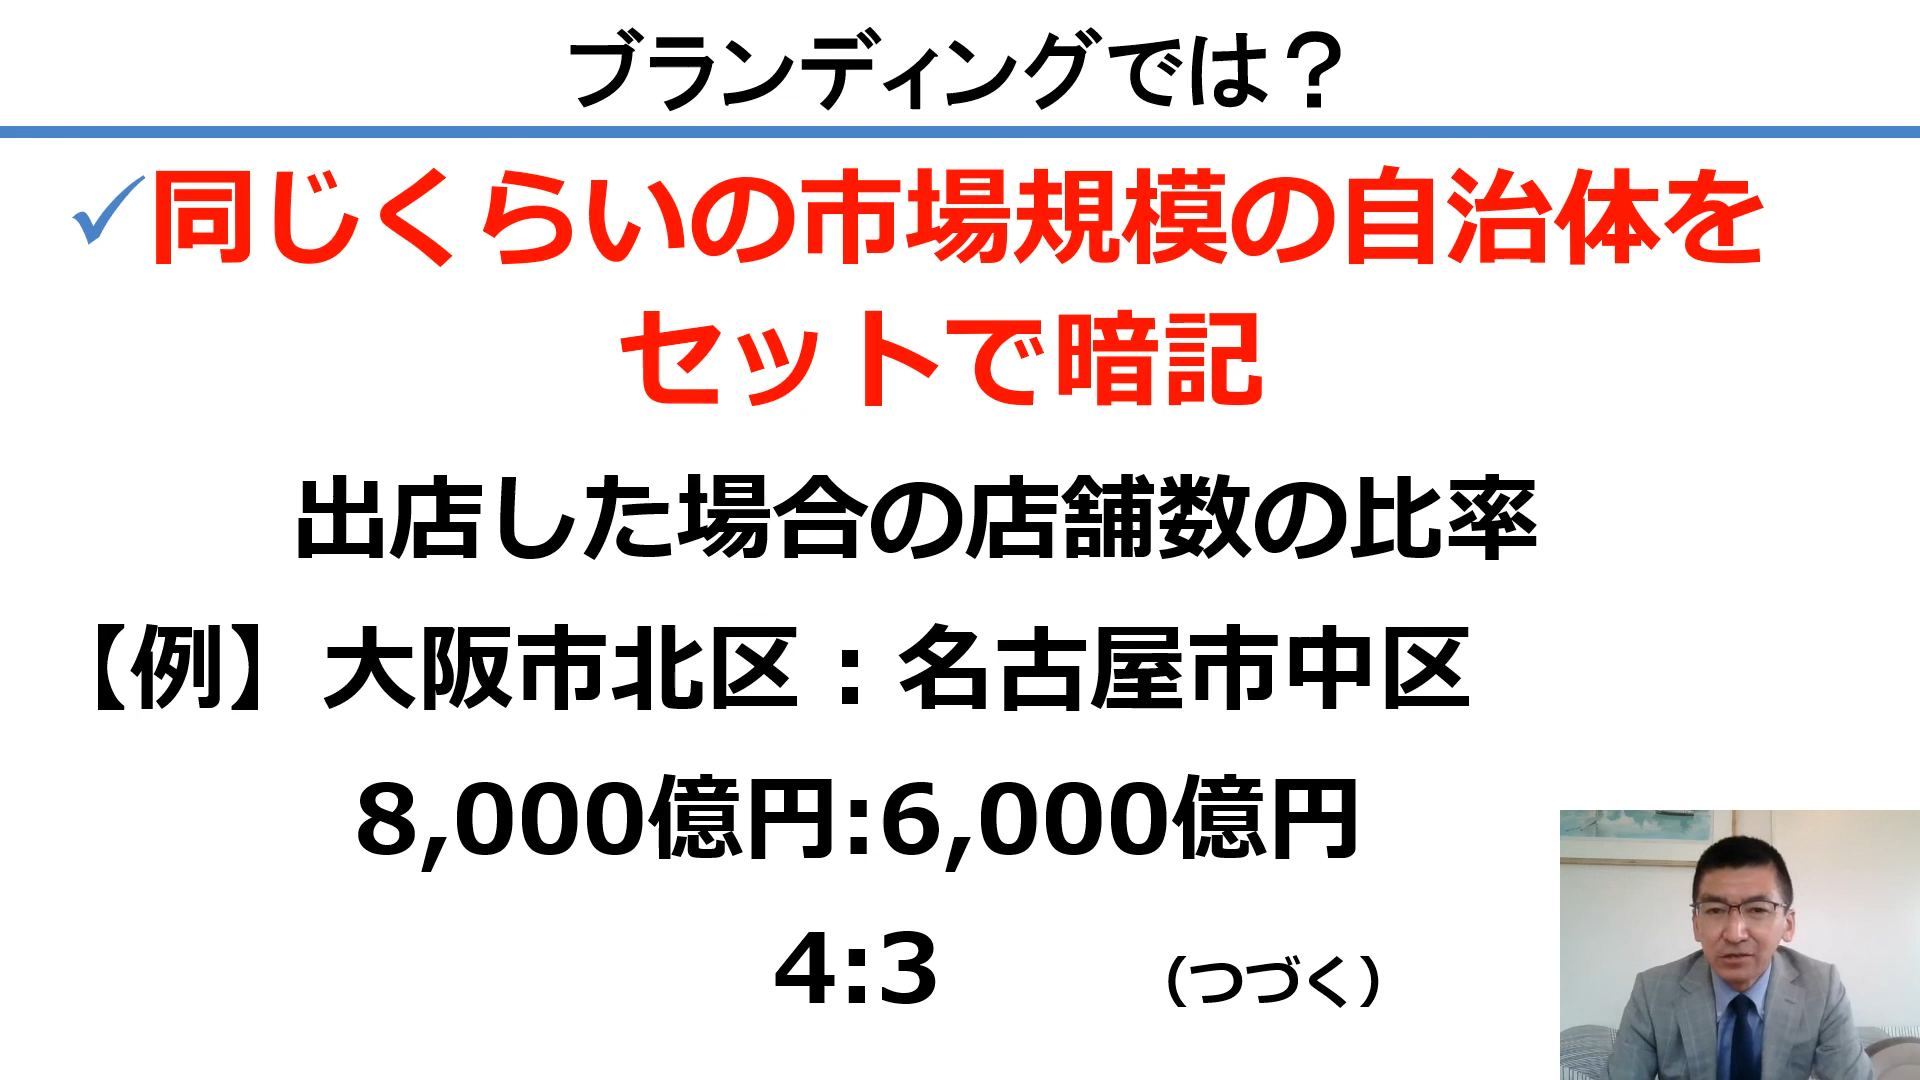 ブランディングでは？
✓同じくらいの市場規模の自治体を
セットで暗記
出店した場合の店舗数の比率
【例】大阪市北区：名古屋市中区
8,000億円:6,000億円
4:3 （つづく）